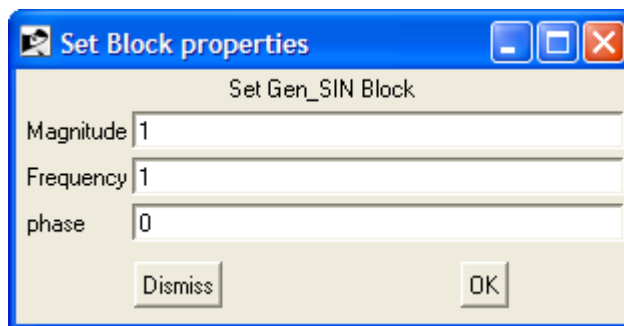 Set Block properties
Set Gen_SIN Block
Magnitude 1
Frequency 1
phase 0
Dismiss OK